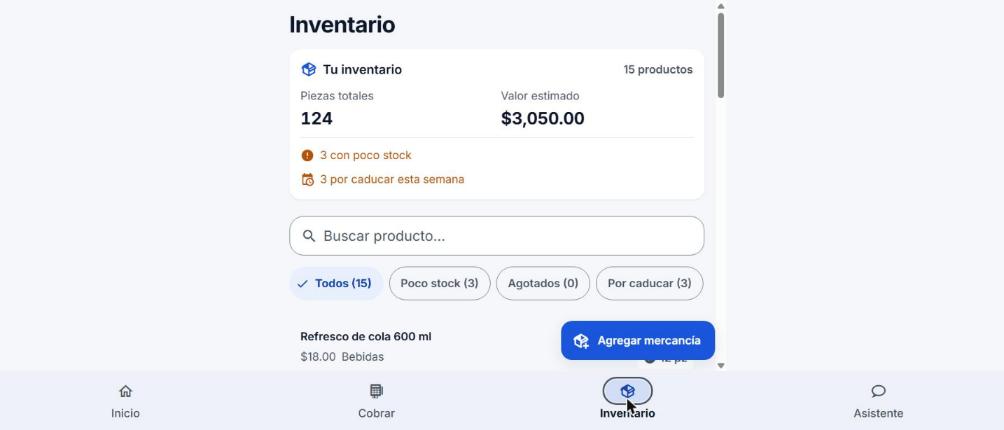 Inventario
Tu inventario 15 productos
Piezas totales Valor estimado
124 $3,050.00
3 con poco stock
3 por caducar esta semana
Buscar producto...
Todos (15) Poco stock (3) Agotados (0) Por caducar (3)
Refresco de cola 600 ml
Agregar mercancía
$18.00 Bebidas
Inicio Cobrar Inventario Asistente